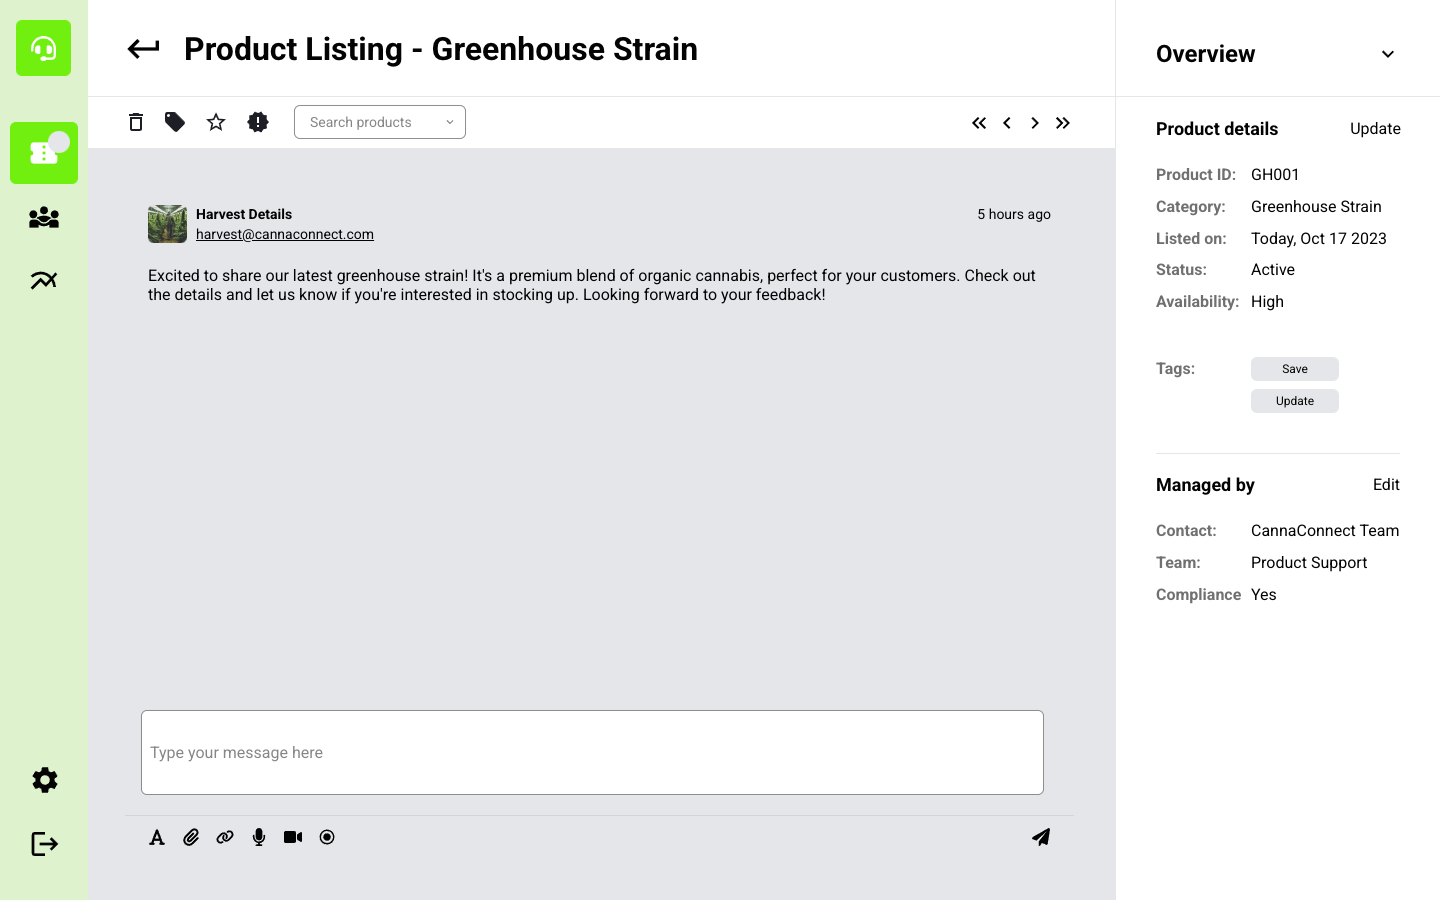 Product Listing - Greenhouse Strain
Search products
Harvest Details
5 hours ago
harvest@cannaconnect.com
Excited to share our latest greenhouse strain! It's a premium blend of organic cannabis, perfect for your customers. Check out
the details and let us know if you're interested in stocking up. Looking forward to your feedback!
Type your message here
Overview
Product details Update
Product ID: GH001
Category: Greenhouse Strain
Listed on: Today, Oct 17 2023
Status: Active
Availability: High
Tags: Save
Update
Managed by Edit
Contact: CannaConnect Team
Team: Product Support
Compliance Yes